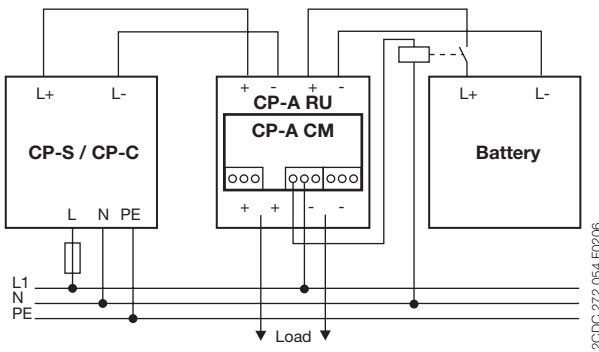 L+ L- + - + - L+ L-
CP-A RU
CP-A CM
CP-S / CP-C
Battery
L N PE + + - -
L1
N
PE
Load
2CDC 272 054 F0206